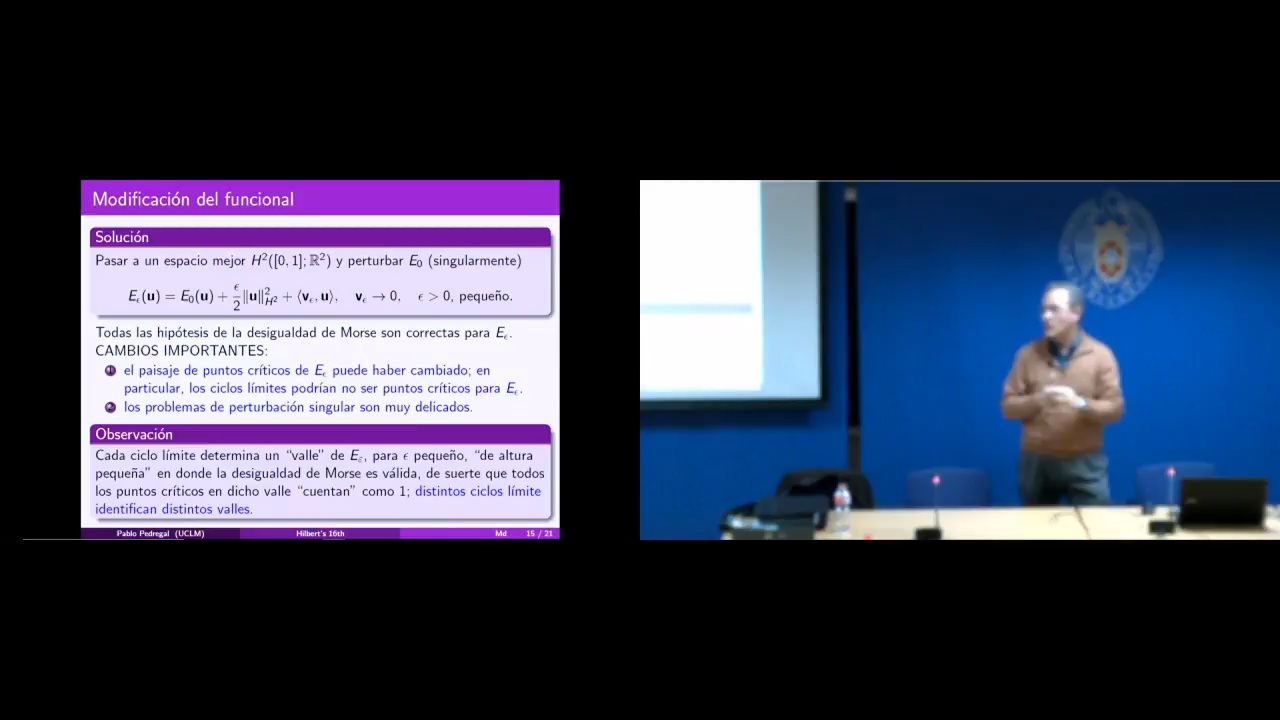 Modificación del funcional
Solución
Pasar a un espacio mejor H²([0, 1]; ℝ²) y perturbar E₀ (singularmente)
E_ϵ(u) = E₀(u) + ϵ/2 ‖u‖²_{H²} + ⟨v_ϵ, u⟩, v_ϵ → 0, ϵ > 0, pequeño.
Todas las hipótesis de la desigualdad de Morse son correctas para E_ϵ.
CAMBIOS IMPORTANTES:
1 el paisaje de puntos críticos de E_ϵ puede haber cambiado; en
particular, los ciclos límites podrían no ser puntos críticos para E_ϵ.
2 los problemas de perturbación singular son muy delicados.
Observación
Cada ciclo límite determina un “valle” de E_ε, para ϵ pequeño, “de altura
pequeña” en donde la desigualdad de Morse es válida, de suerte que todos
los puntos críticos en dicho valle “cuentan” como 1; distintos ciclos límite
identifican distintos valles.
Pablo Pedregal (UCLM) Hilbert's 16th Md 15 / 21